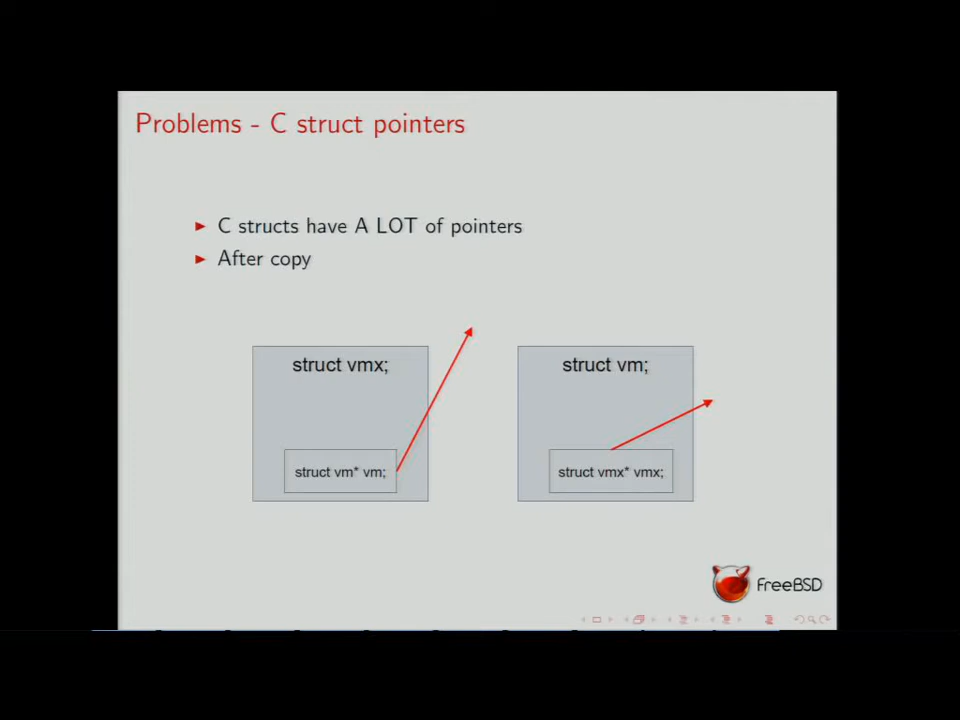 Problems - C struct pointers
C structs have A LOT of pointers
After copy
struct vmx;
struct vm;
struct vm* vm;
struct vmx* vmx;
FreeBSD